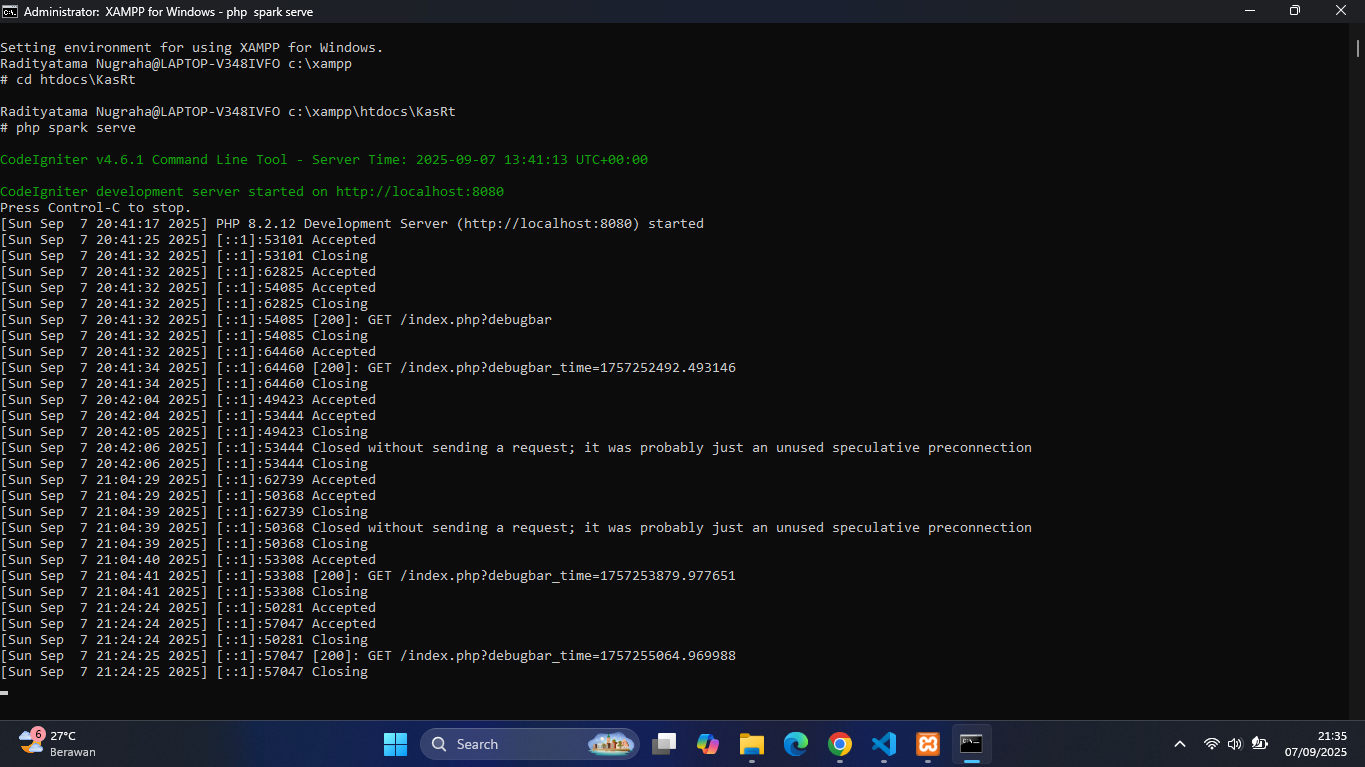 Administrator: XAMPP for Windows - php  spark serve
Setting environment for using XAMPP for Windows.
Radityatama Nugraha@LAPTOP-V348IVFO c:\xampp
# cd htdocs\KasRt
Radityatama Nugraha@LAPTOP-V348IVFO c:\xampp\htdocs\KasRt
# php spark serve
CodeIgniter v4.6.1 Command Line Tool - Server Time: 2025-09-07 13:41:13 UTC+00:00
CodeIgniter development server started on http://localhost:8080
Press Control-C to stop.
[Sun Sep  7 20:41:17 2025] PHP 8.2.12 Development Server (http://localhost:8080) started
[Sun Sep  7 20:41:25 2025] [::1]:53101 Accepted
[Sun Sep  7 20:41:32 2025] [::1]:53101 Closing
[Sun Sep  7 20:41:32 2025] [::1]:62825 Accepted
[Sun Sep  7 20:41:32 2025] [::1]:54085 Accepted
[Sun Sep  7 20:41:32 2025] [::1]:62825 Closing
[Sun Sep  7 20:41:32 2025] [::1]:54085 [200]: GET /index.php?debugbar
[Sun Sep  7 20:41:32 2025] [::1]:54085 Closing
[Sun Sep  7 20:41:32 2025] [::1]:64460 Accepted
[Sun Sep  7 20:41:34 2025] [::1]:64460 [200]: GET /index.php?debugbar_time=1757252492.493146
[Sun Sep  7 20:41:34 2025] [::1]:64460 Closing
[Sun Sep  7 20:42:04 2025] [::1]:49423 Accepted
[Sun Sep  7 20:42:04 2025] [::1]:53444 Accepted
[Sun Sep  7 20:42:05 2025] [::1]:49423 Closing
[Sun Sep  7 20:42:06 2025] [::1]:53444 Closed without sending a request; it was probably just an unused speculative preconnection
[Sun Sep  7 20:42:06 2025] [::1]:53444 Closing
[Sun Sep  7 21:04:29 2025] [::1]:62739 Accepted
[Sun Sep  7 21:04:29 2025] [::1]:50368 Accepted
[Sun Sep  7 21:04:39 2025] [::1]:62739 Closing
[Sun Sep  7 21:04:39 2025] [::1]:50368 Closed without sending a request; it was probably just an unused speculative preconnection
[Sun Sep  7 21:04:39 2025] [::1]:50368 Closing
[Sun Sep  7 21:04:40 2025] [::1]:53308 Accepted
[Sun Sep  7 21:04:41 2025] [::1]:53308 [200]: GET /index.php?debugbar_time=1757253879.977651
[Sun Sep  7 21:04:41 2025] [::1]:53308 Closing
[Sun Sep  7 21:24:24 2025] [::1]:50281 Accepted
[Sun Sep  7 21:24:24 2025] [::1]:57047 Accepted
[Sun Sep  7 21:24:24 2025] [::1]:50281 Closing
[Sun Sep  7 21:24:25 2025] [::1]:57047 [200]: GET /index.php?debugbar_time=1757255064.969988
[Sun Sep  7 21:24:25 2025] [::1]:57047 Closing
6
27°C
Berawan
Search
21:35
07/09/2025